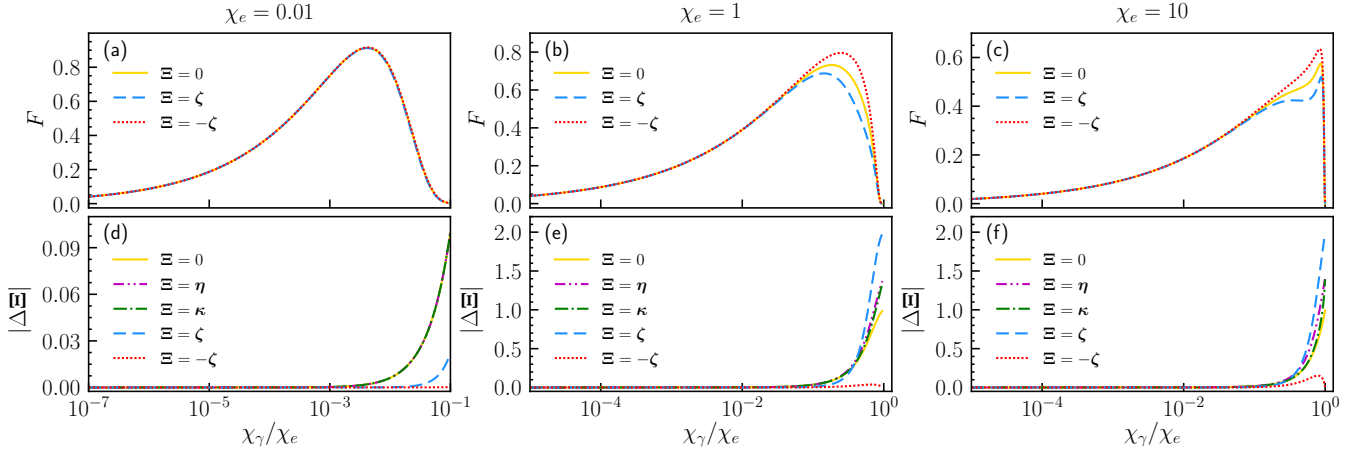 χₑ = 0.01
χₑ = 1
χₑ = 10
(a)
F
0.8
0.6
0.4
0.2
0.0
Ξ = 0
Ξ = ζ
Ξ = −ζ
(b)
F
0.8
0.6
0.4
0.2
0.0
Ξ = 0
Ξ = ζ
Ξ = −ζ
(c)
F
0.6
0.4
0.2
0.0
Ξ = 0
Ξ = ζ
Ξ = −ζ
(d)
|Δ^[Ξ]|
0.09
0.06
0.03
0.00
Ξ = 0
Ξ = η
Ξ = κ
Ξ = ζ
Ξ = −ζ
10⁻⁷
10⁻⁵
10⁻³
10⁻¹
χᵧ/χₑ
(e)
|Δ^[Ξ]|
2.0
1.5
1.0
0.5
0.0
Ξ = 0
Ξ = η
Ξ = κ
Ξ = ζ
Ξ = −ζ
10⁻⁴
10⁻²
10⁰
χᵧ/χₑ
(f)
|Δ^[Ξ]|
2.0
1.5
1.0
0.5
0.0
Ξ = 0
Ξ = η
Ξ = κ
Ξ = ζ
Ξ = −ζ
10⁻⁴
10⁻²
10⁰
χᵧ/χₑ